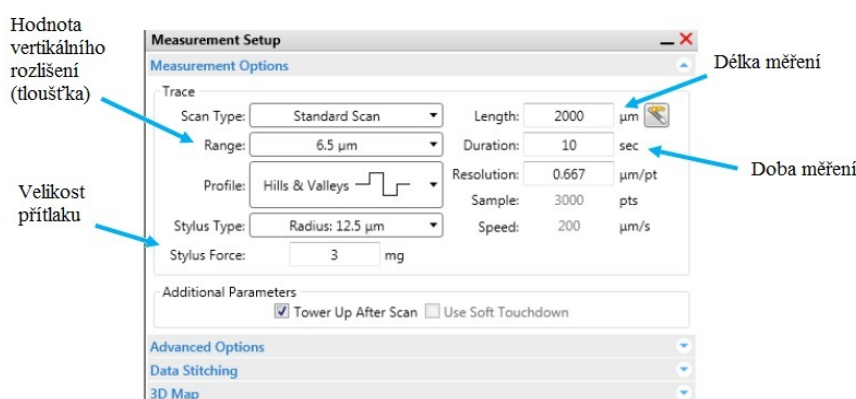 Hodnota
vertikálního
rozlišení
(tloušťka)
Velikost
přítlaku
Measurement Setup
Measurement Options
Trace
Scan Type: Standard Scan Length: 2000 µm
Range: 6.5 µm Duration: 10 sec
Profile: Hills & Valleys Resolution: 0.667 µm/pt
Sample: 3000 pts
Stylus Type: Radius: 12.5 µm Speed: 200 µm/s
Stylus Force: 3 mg
Additional Parameters
Tower Up After Scan Use Soft Touchdown
Advanced Options
Data Stitching
3D Map
Délka měření
Doba měření